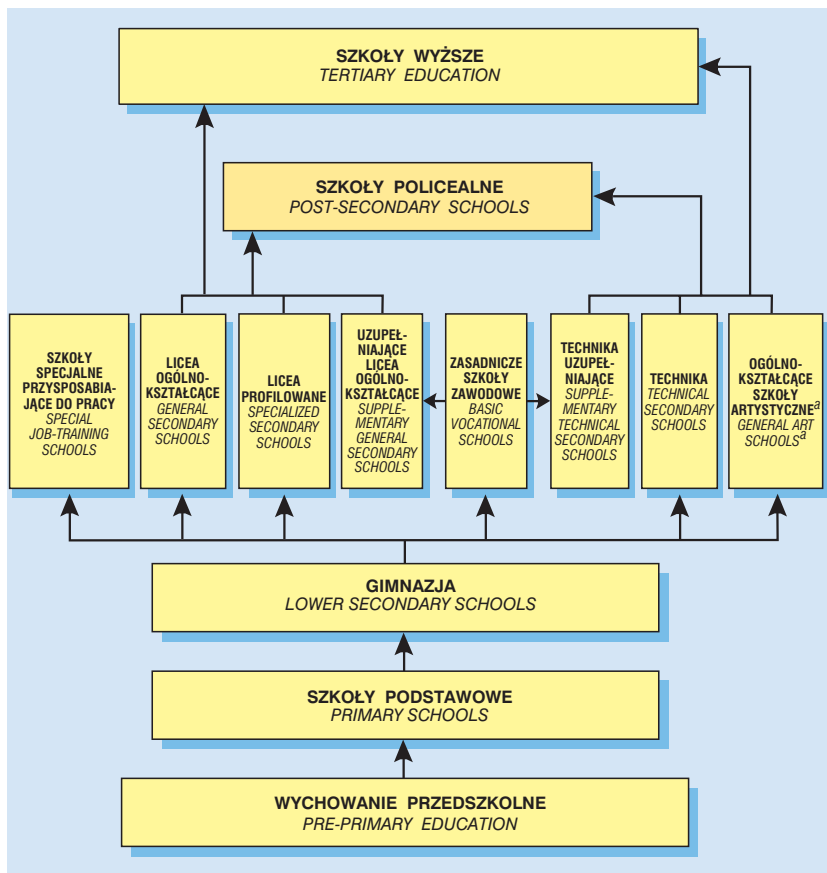 SZKOŁY WYŻSZE
TERTIARY EDUCATION
SZKOŁY POLICEALNE
POST-SECONDARY SCHOOLS
SZKOŁY
SPECJALNE
PRZYSPOSABIA-
JĄCE DO PRACY
SPECIAL
JOB-TRAINING
SCHOOLS
LICEA
OGÓLNO-
KSZTAŁCĄCE
GENERAL
SECONDARY
SCHOOLS
LICEA
PROFILOWANE
SPECIALIZED
SECONDARY
SCHOOLS
UZUPEŁ-
NIAJĄCE
LICEA
OGÓLNO-
KSZTAŁCĄCE
SUPPLE-
MENTARY
GENERAL
SECONDARY
SCHOOLS
ZASADNICZE
SZKOŁY
ZAWODOWE
BASIC
VOCATIONAL
SCHOOLS
TECHNIKA
UZUPEŁ-
NIAJĄCE
SUPPLE-
MENTARY
TECHNICAL
SECONDARY
SCHOOLS
TECHNIKA
TECHNICAL
SECONDARY
SCHOOLS
OGÓLNO-
KSZTAŁCĄCE
SZKOŁY
ARTYSTYCZNE a
GENERAL ART
SCHOOLS a
GIMNAZJA
LOWER SECONDARY SCHOOLS
SZKOŁY PODSTAWOWE
PRIMARY SCHOOLS
WYCHOWANIE PRZEDSZKOLNE
PRE-PRIMARY EDUCATION